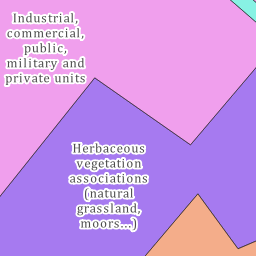 Industrial,
commercial,
public,
military and
private units
Herbaceous
vegetation
associations
(natural
grassland,
moors...)